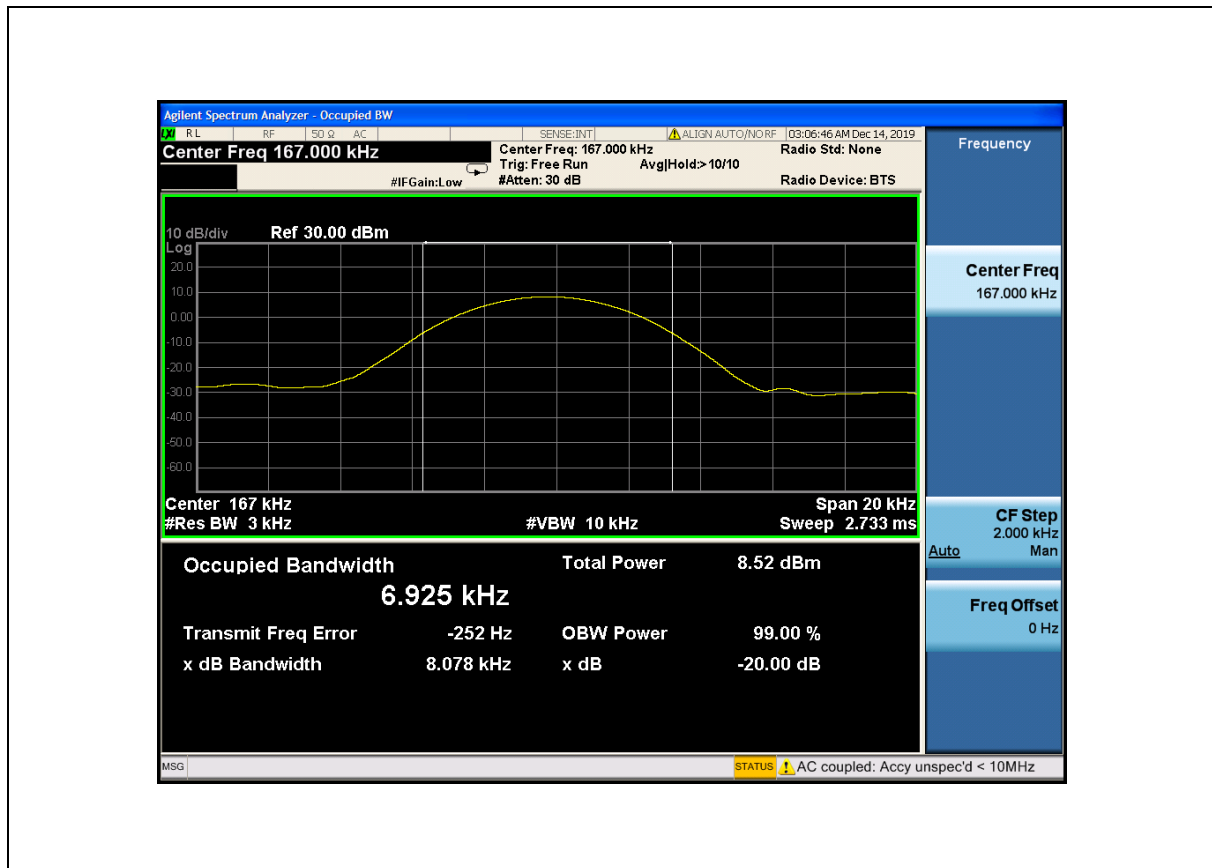 Agilent Spectrum Analyzer - Occupied BW
LXI RL RF 50 Ω AC SENSE:INT ALIGN AUTO/NO RF 03:06:46 AM Dec 14, 2019
Center Freq 167.000 kHz
Center Freq: 167.000 kHz Radio Std: None
Trig: Free Run Avg|Hold:> 10/10
#IFGain:Low #Atten: 30 dB Radio Device: BTS
10 dB/div Ref 30.00 dBm
Log
20.0
10.0
0.00
-10.0
-20.0
-30.0
-40.0
-50.0
-60.0
Center 167 kHz Span 20 kHz
#Res BW 3 kHz #VBW 10 kHz Sweep 2.733 ms
Occupied Bandwidth Total Power 8.52 dBm
6.925 kHz
Transmit Freq Error -252 Hz OBW Power 99.00 %
x dB Bandwidth 8.078 kHz x dB -20.00 dB
Frequency
Center Freq
167.000 kHz
CF Step
2.000 kHz
Auto Man
Freq Offset
0 Hz
MSG STATUS AC coupled: Accy unspec'd < 10MHz